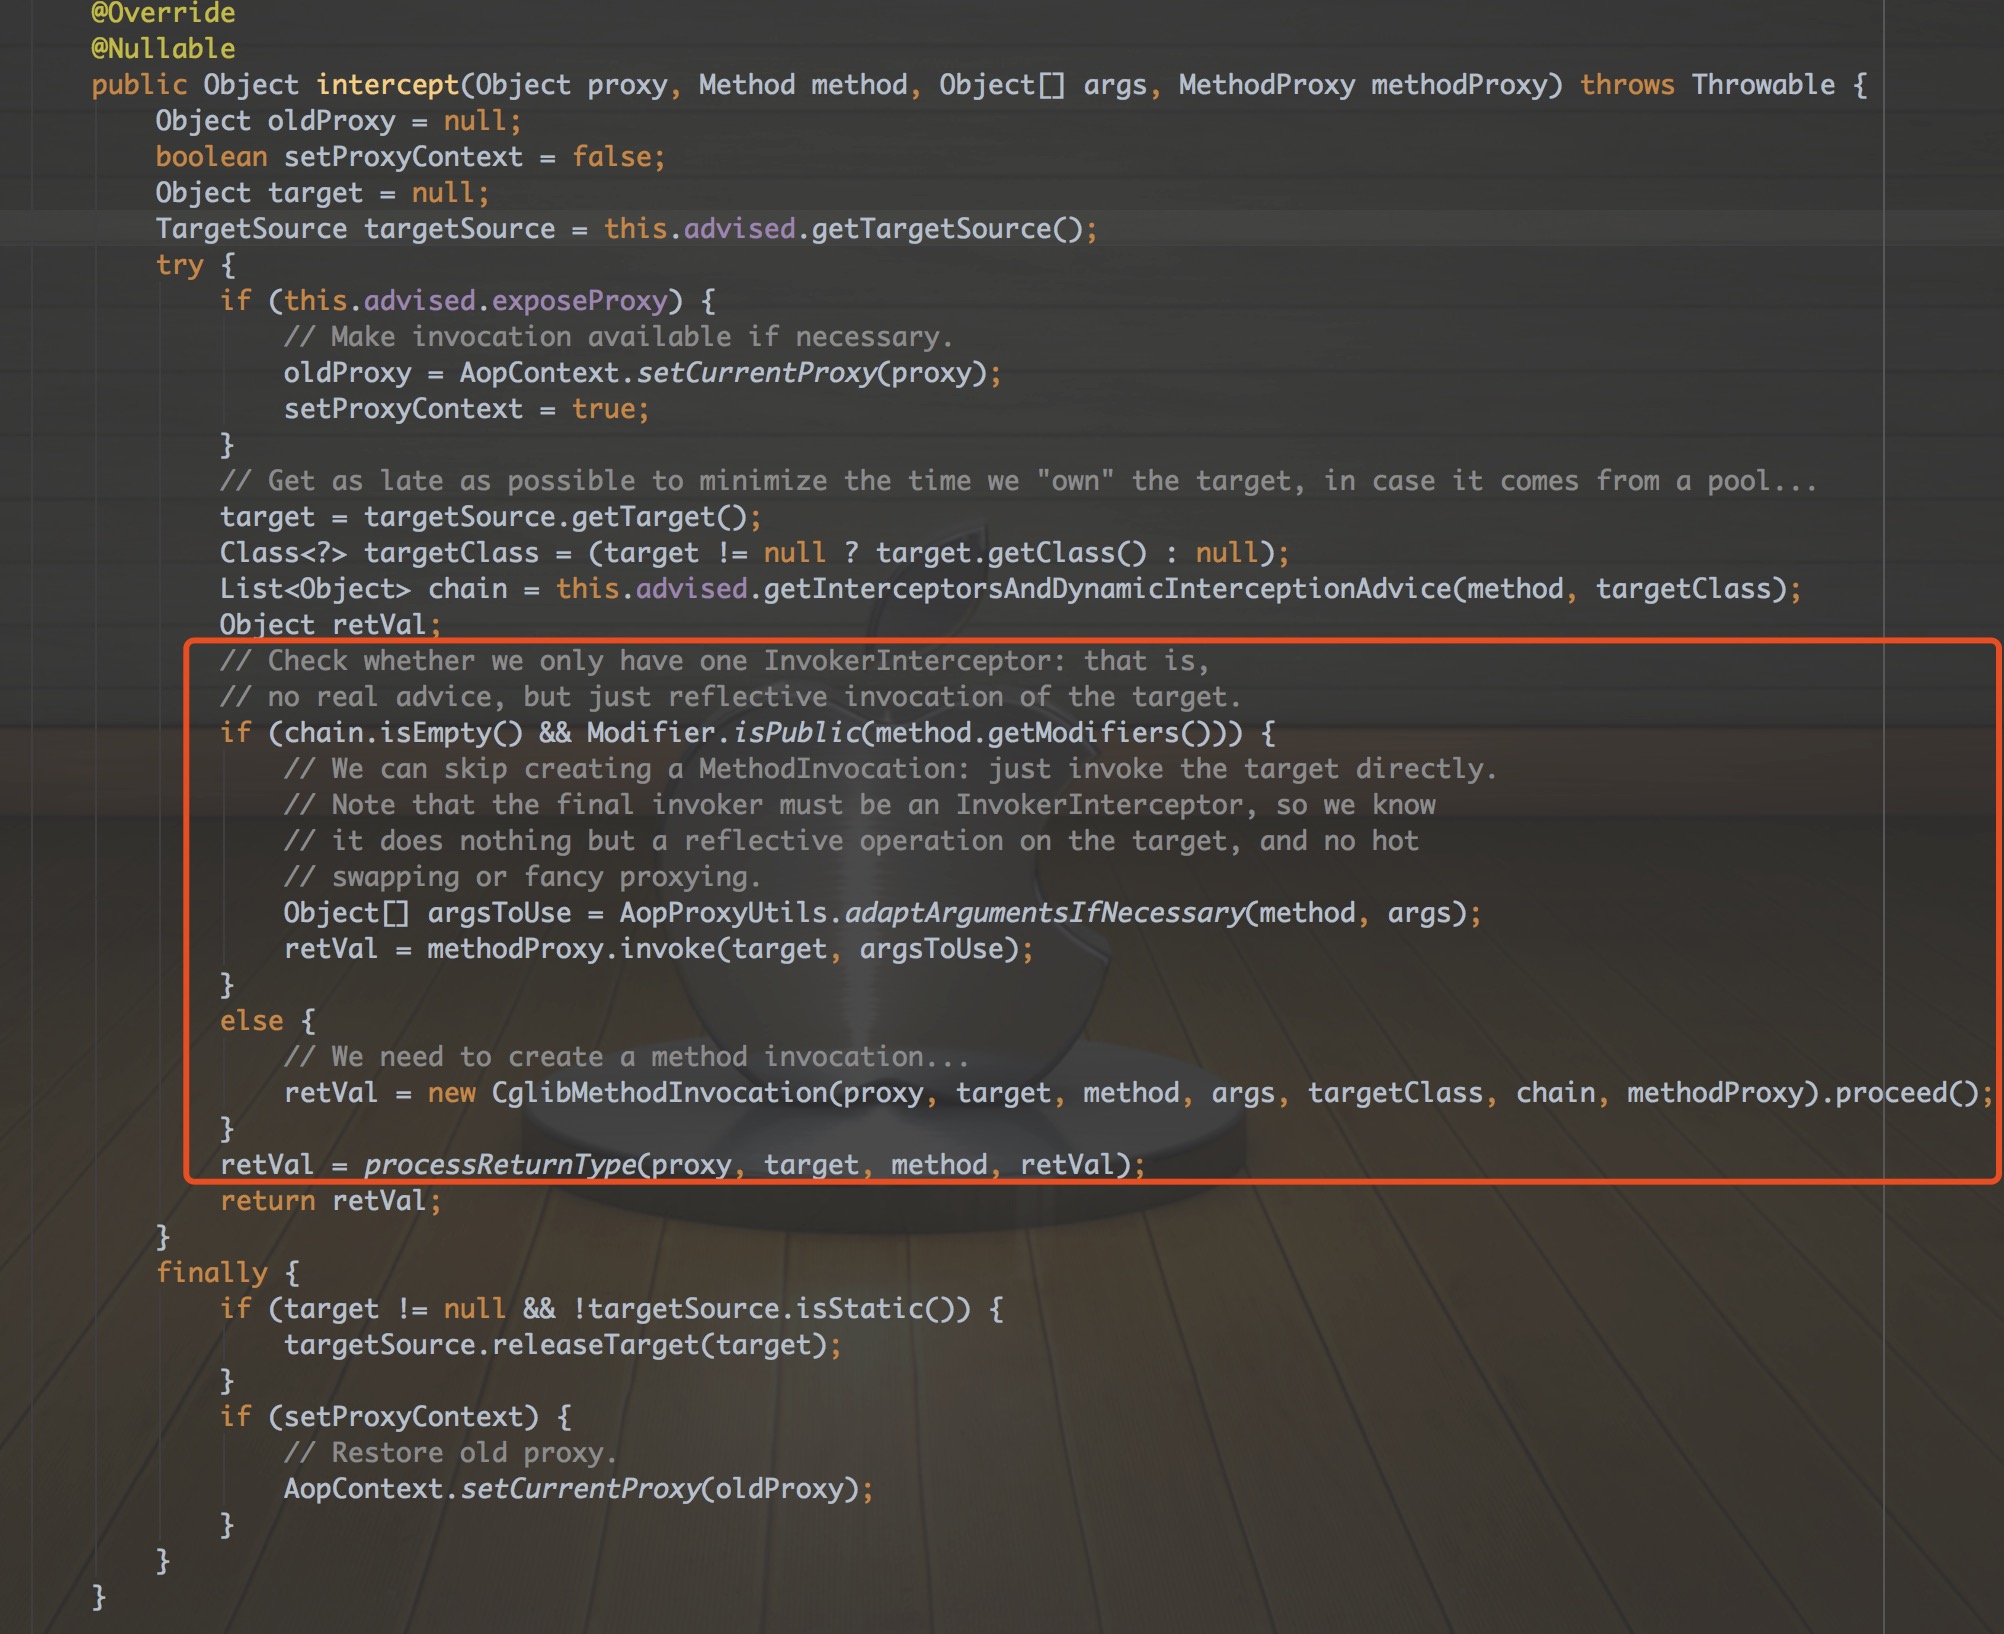 @Override
@Nullable
public Object intercept(Object proxy, Method method, Object[] args, MethodProxy methodProxy) throws Throwable {
Object oldProxy = null;
boolean setProxyContext = false;
Object target = null;
TargetSource targetSource = this.advised.getTargetSource();
try {
if (this.advised.exposeProxy) {
// Make invocation available if necessary.
oldProxy = AopContext.setCurrentProxy(proxy);
setProxyContext = true;
}
// Get as late as possible to minimize the time we "own" the target, in case it comes from a pool...
target = targetSource.getTarget();
Class<?> targetClass = (target != null ? target.getClass() : null);
List<Object> chain = this.advised.getInterceptorsAndDynamicInterceptionAdvice(method, targetClass);
Object retVal;
// Check whether we only have one InvokerInterceptor: that is,
// no real advice, but just reflective invocation of the target.
if (chain.isEmpty() && Modifier.isPublic(method.getModifiers())) {
// We can skip creating a MethodInvocation: just invoke the target directly.
// Note that the final invoker must be an InvokerInterceptor, so we know
// it does nothing but a reflective operation on the target, and no hot
// swapping or fancy proxying.
Object[] argsToUse = AopProxyUtils.adaptArgumentsIfNecessary(method, args);
retVal = methodProxy.invoke(target, argsToUse);
}
else {
// We need to create a method invocation...
retVal = new CglibMethodInvocation(proxy, target, method, args, targetClass, chain, methodProxy).proceed();
}
retVal = processReturnType(proxy, target, method, retVal);
return retVal;
}
finally {
if (target != null && !targetSource.isStatic()) {
targetSource.releaseTarget(target);
}
if (setProxyContext) {
// Restore old proxy.
AopContext.setCurrentProxy(oldProxy);
}
}
}